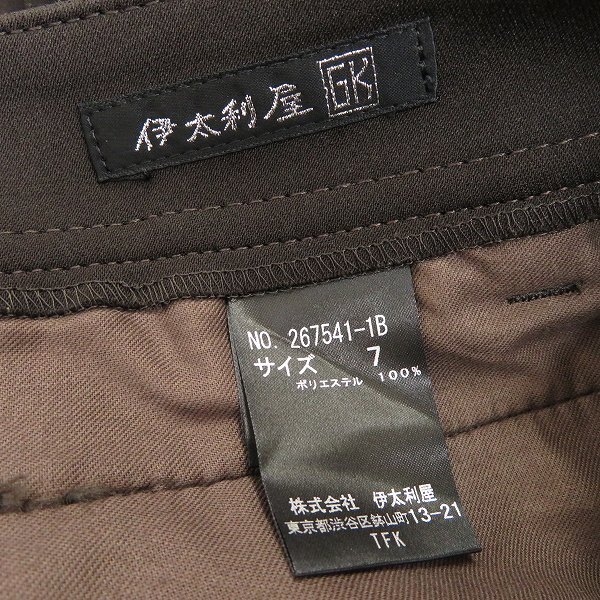 伊太利屋 GK
NO. 267541-1B
サイズ 7
ポリエステル 100%
株式会社 伊太利屋
東京都渋谷区鉢山町13-21
TFK